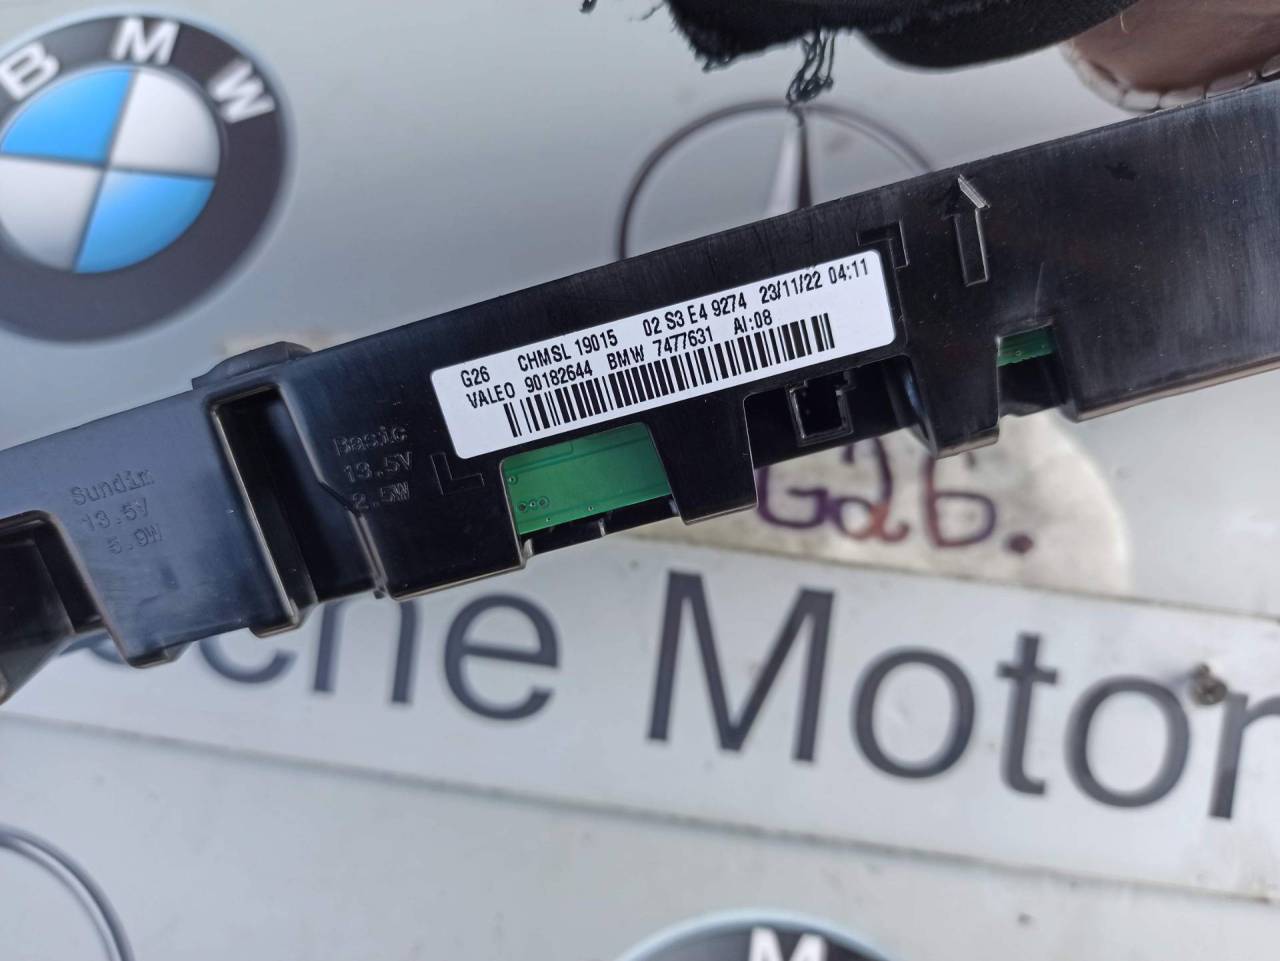 BMW
G26 CHMSL 19015 02 S3 E4 9274 23/11/22 04:11
VALEO 90182644 BMW 7477631 AI:08
Basic
13.5V
2.5W
Sundim
13.5V
5.9W
G26.
Motor
M